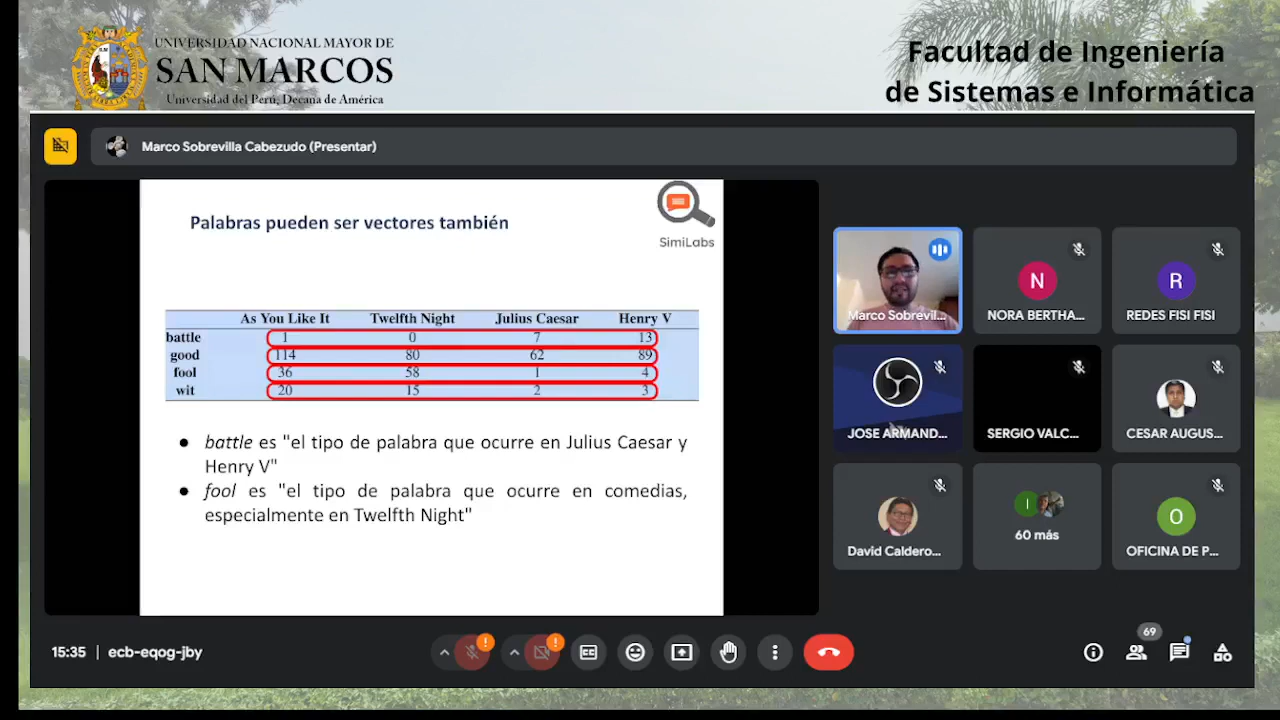 UNIVERSIDAD NACIONAL MAYOR DE
SAN MARCOS
Universidad del Perú, Decana de América
Facultad de Ingeniería
de Sistemas e Informática
Marco Sobrevilla Cabezudo (Presentar)
Palabras pueden ser vectores también
SimiLabs
As You Like It Twelfth Night Julius Caesar Henry V
battle 1 0 7 13
good 114 80 62 89
fool 36 58 1 4
wit 20 15 2 3
● battle es "el tipo de palabra que ocurre en Julius Caesar y
Henry V"
● fool es "el tipo de palabra que ocurre en comedias,
especialmente en Twelfth Night"
Marco Sobrevil...
N
NORA BERTHA...
R
REDES FISI FISI
JOSE ARMAND...
SERGIO VALC...
CESAR AUGUS...
David Caldero...
I
60 más
O
OFICINA DE P...
15:35 | ecb-eqog-jby
69